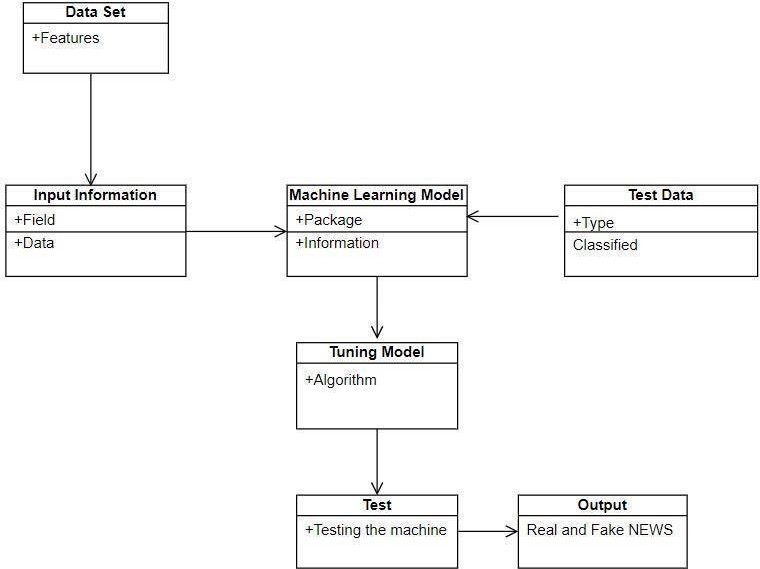 Data Set
+Features
Input Information
+Field
+Data
Machine Learning Model
+Package
+Information
Test Data
+Type
Classified
Tuning Model
+Algorithm
Test
+Testing the machine
Output
Real and Fake NEWS